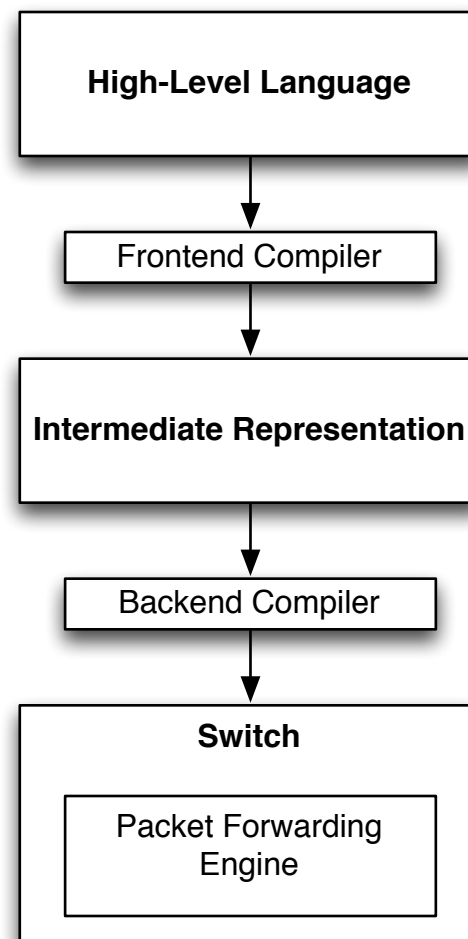 High-Level Language
Frontend Compiler
Intermediate Representation
Backend Compiler
Switch
Packet Forwarding
Engine